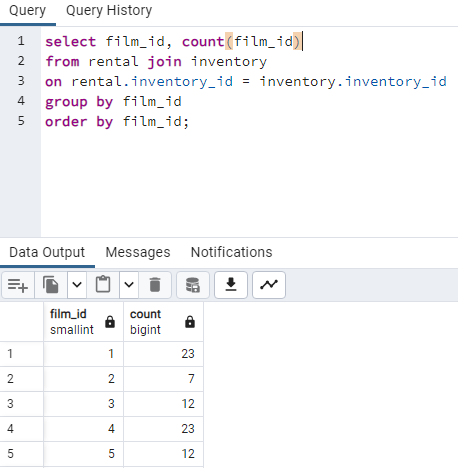 Query Query History
1 select film_id, count(film_id)
2 from rental join inventory
3 on rental.inventory_id = inventory.inventory_id
4 group by film_id
5 order by film_id;
Data Output Messages Notifications
film_id count
smallint bigint
1 1 23
2 2 7
3 3 12
4 4 23
5 5 12